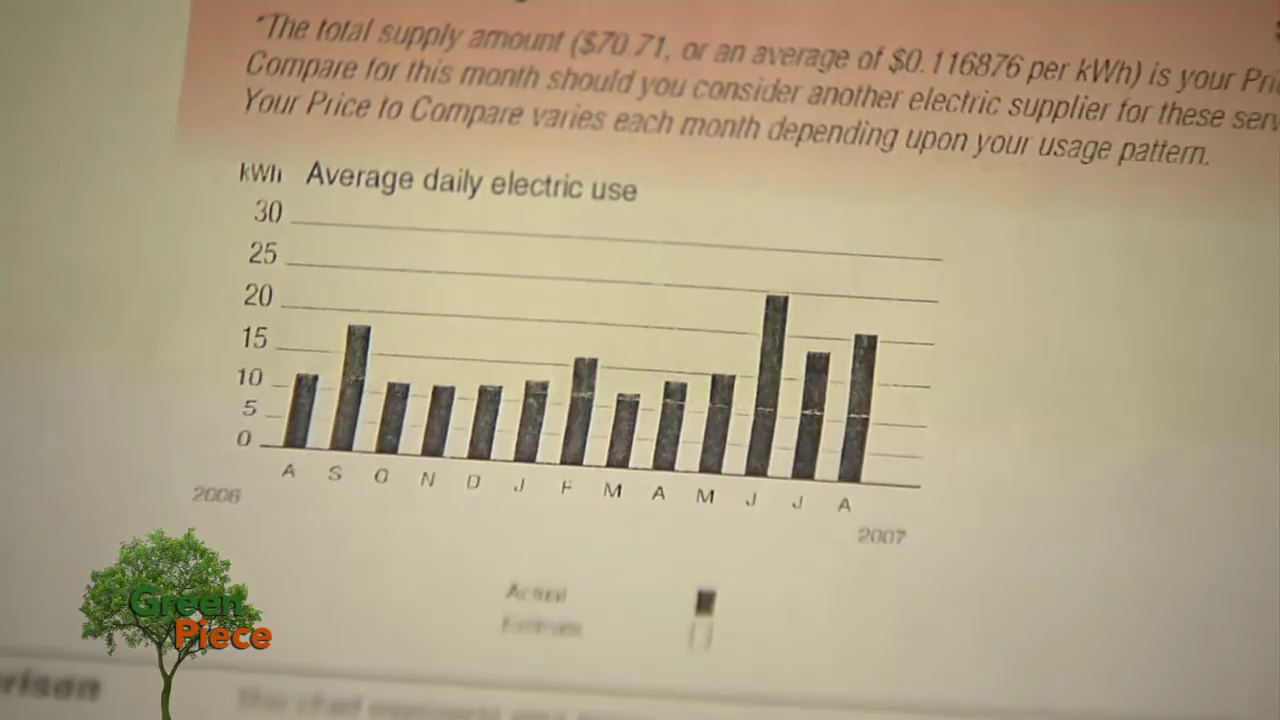 *The total supply amount ($70.71, or an average of $0.116876 per kWh) is your
Compare for this month should you consider another electric supplier for these
Your Price to Compare varies each month depending upon your usage pattern.
kWh Average daily electric use
30
25
20
15
10
5
0
A S O N D J F M A M J J A
2006
2007
Actual
Estimate
Green
Piece